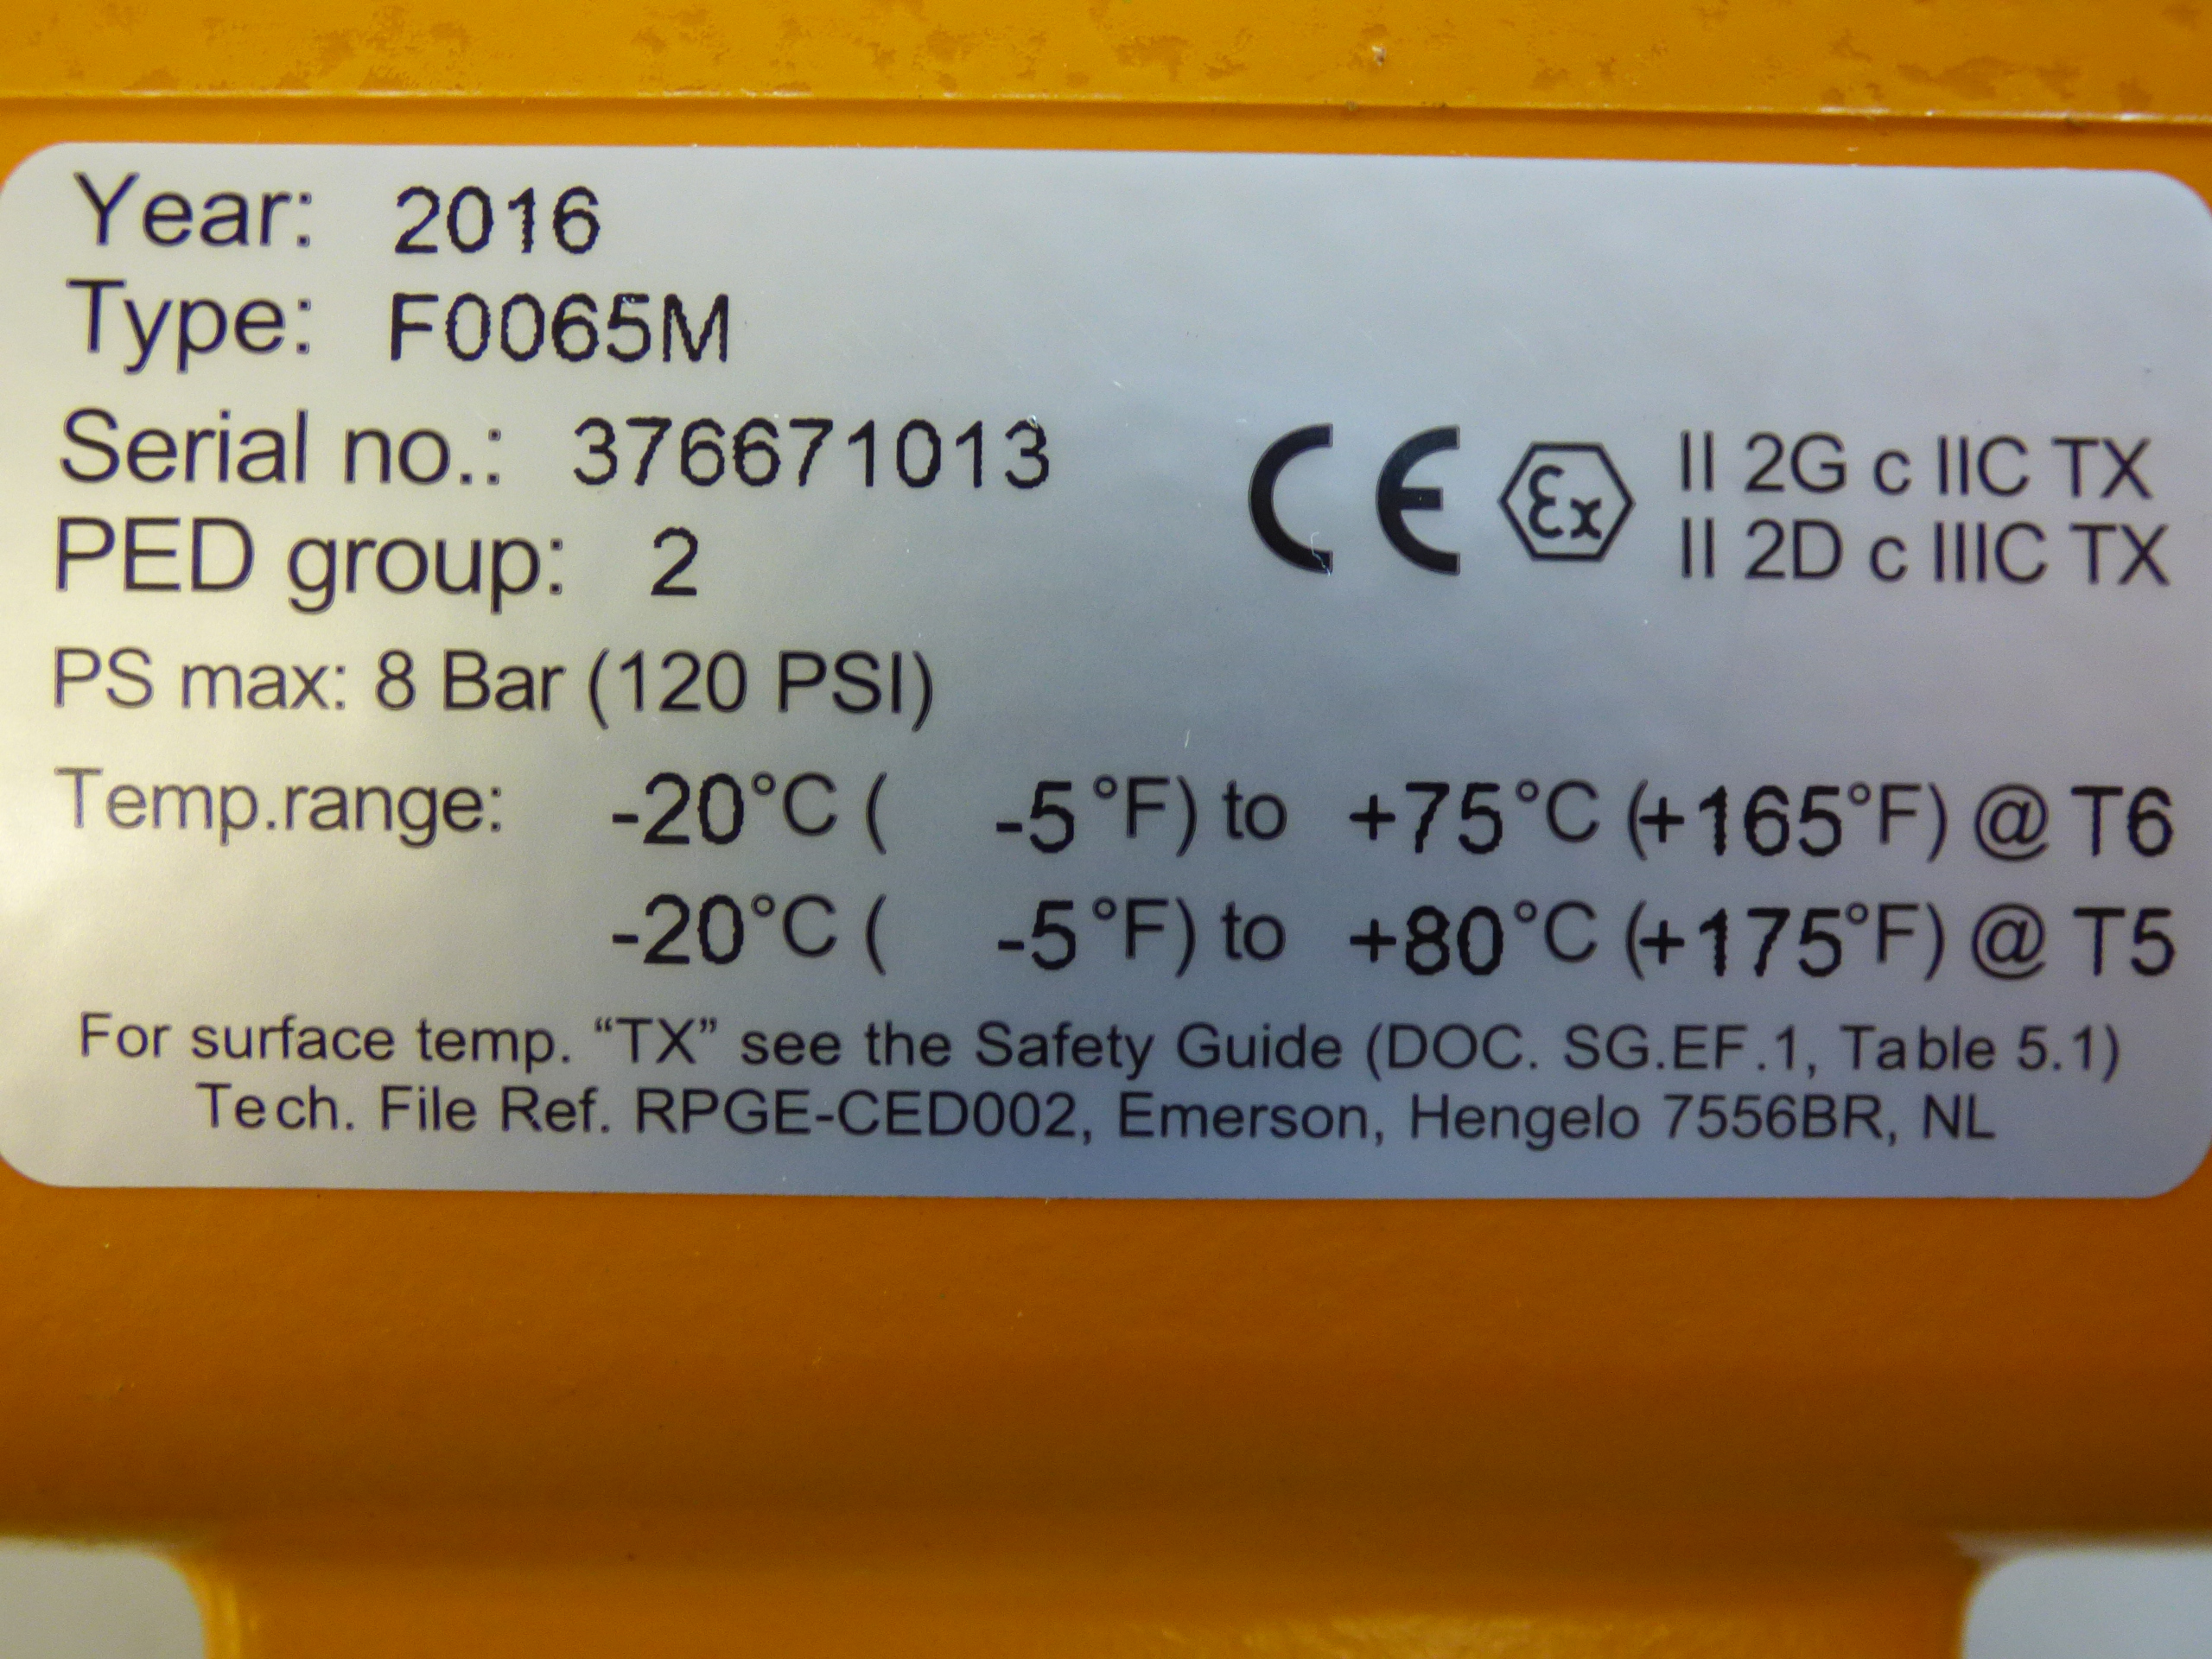 Year: 2016
Type: F0065M
Serial no.: 376671013
PED group: 2
CE Ex II 2G c IIC TX
II 2D c IIIC TX
PS max: 8 Bar (120 PSI)
Temp.range: -20°C ( -5°F) to +75°C (+165°F) @ T6
-20°C ( -5°F) to +80°C (+175°F) @ T5
For surface temp. “TX” see the Safety Guide (DOC. SG.EF.1, Table 5.1)
Tech. File Ref. RPGE-CED002, Emerson, Hengelo 7556BR, NL